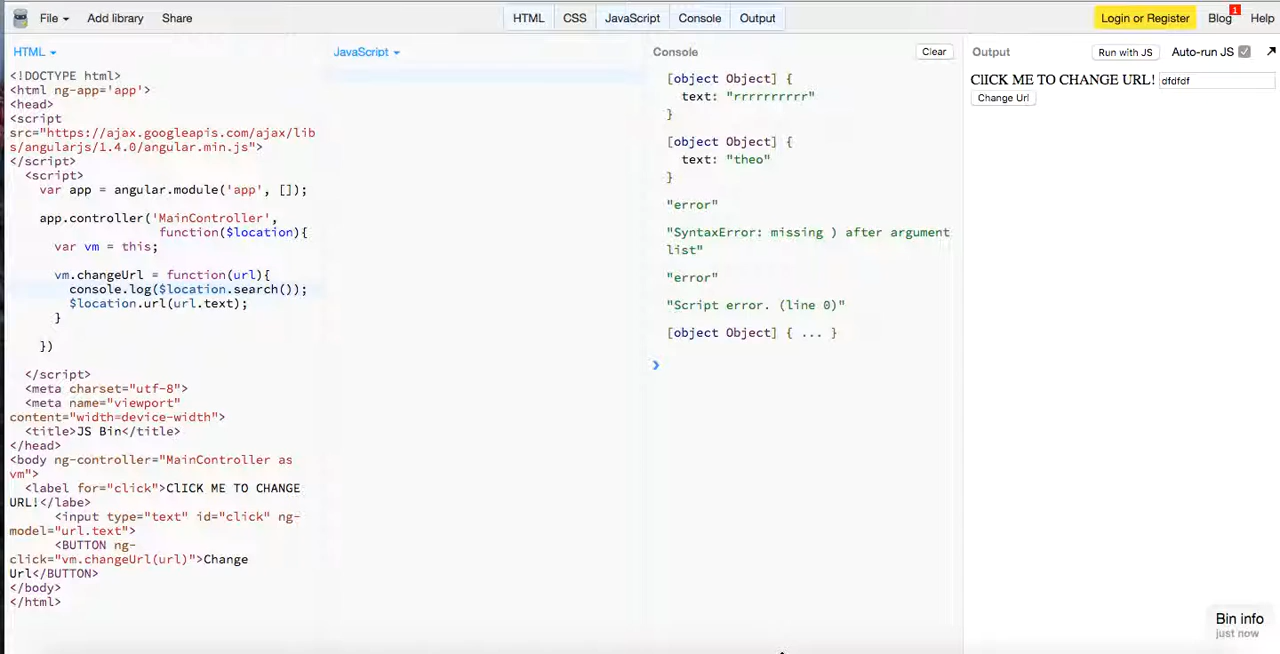 File Add library Share HTML CSS JavaScript Console Output Login or Register Blog 1 Help
HTML
<!DOCTYPE html>
<html ng-app='app'>
<head>
<script
src="https://ajax.googleapis.com/ajax/lib
s/angularjs/1.4.0/angular.min.js">
</script>
<script>
var app = angular.module('app', []);
app.controller('MainController',
function($location){
var vm = this;
vm.changeUrl = function(url){
console.log($location.search());
$location.url(url.text);
}
})
</script>
<meta charset="utf-8">
<meta name="viewport"
content="width=device-width">
<title>JS Bin</title>
</head>
<body ng-controller="MainController as
vm">
<label for="click">ClICK ME TO CHANGE
URL!</labe>
<input type="text" id="click" ng-
model="url.text">
<BUTTON ng-
click="vm.changeUrl(url)">Change
Url</BUTTON>
</body>
</html>
JavaScript
Console Clear
[object Object] {
text: "rrrrrrrrrr"
}
[object Object] {
text: "theo"
}
"error"
"SyntaxError: missing ) after argument
list"
"error"
"Script error. (line 0)"
[object Object] { ... }
Output Run with JS Auto-run JS
ClICK ME TO CHANGE URL! dfdfdf
Change Url
Bin info
just now